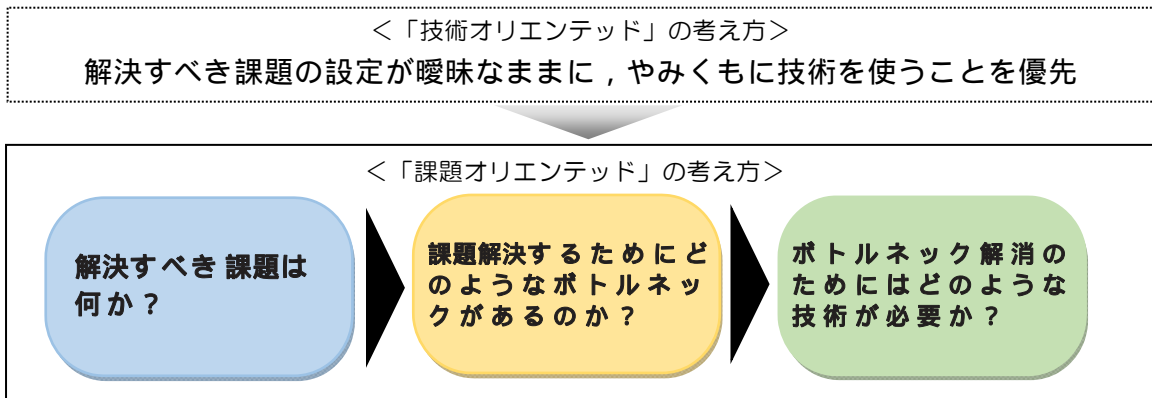 ＜「技術オリエンテッド」の考え方＞
解決すべき課題の設定が曖昧なままに，やみくもに技術を使うことを優先
＜「課題オリエンテッド」の考え方＞
解決すべき課題は
何か？
課題解決するためにど
のようなボトルネッ
クがあるのか？
ボトルネック解消の
ためにはどのような
技術が必要か？